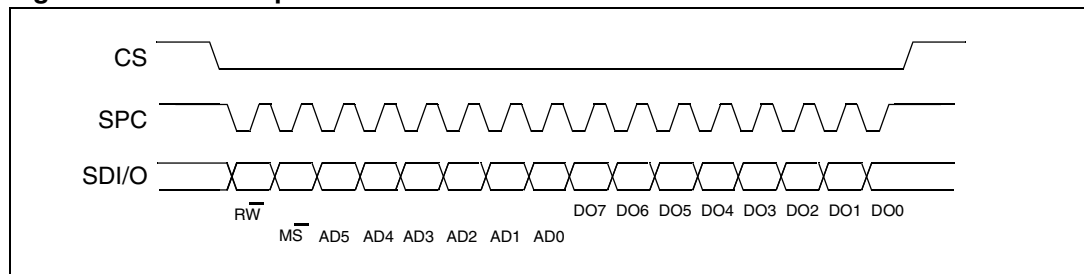 CS
SPC
SDI/O
RW DO7 DO6 DO5 DO4 DO3 DO2 DO1 DO0
MS AD5 AD4 AD3 AD2 AD1 AD0